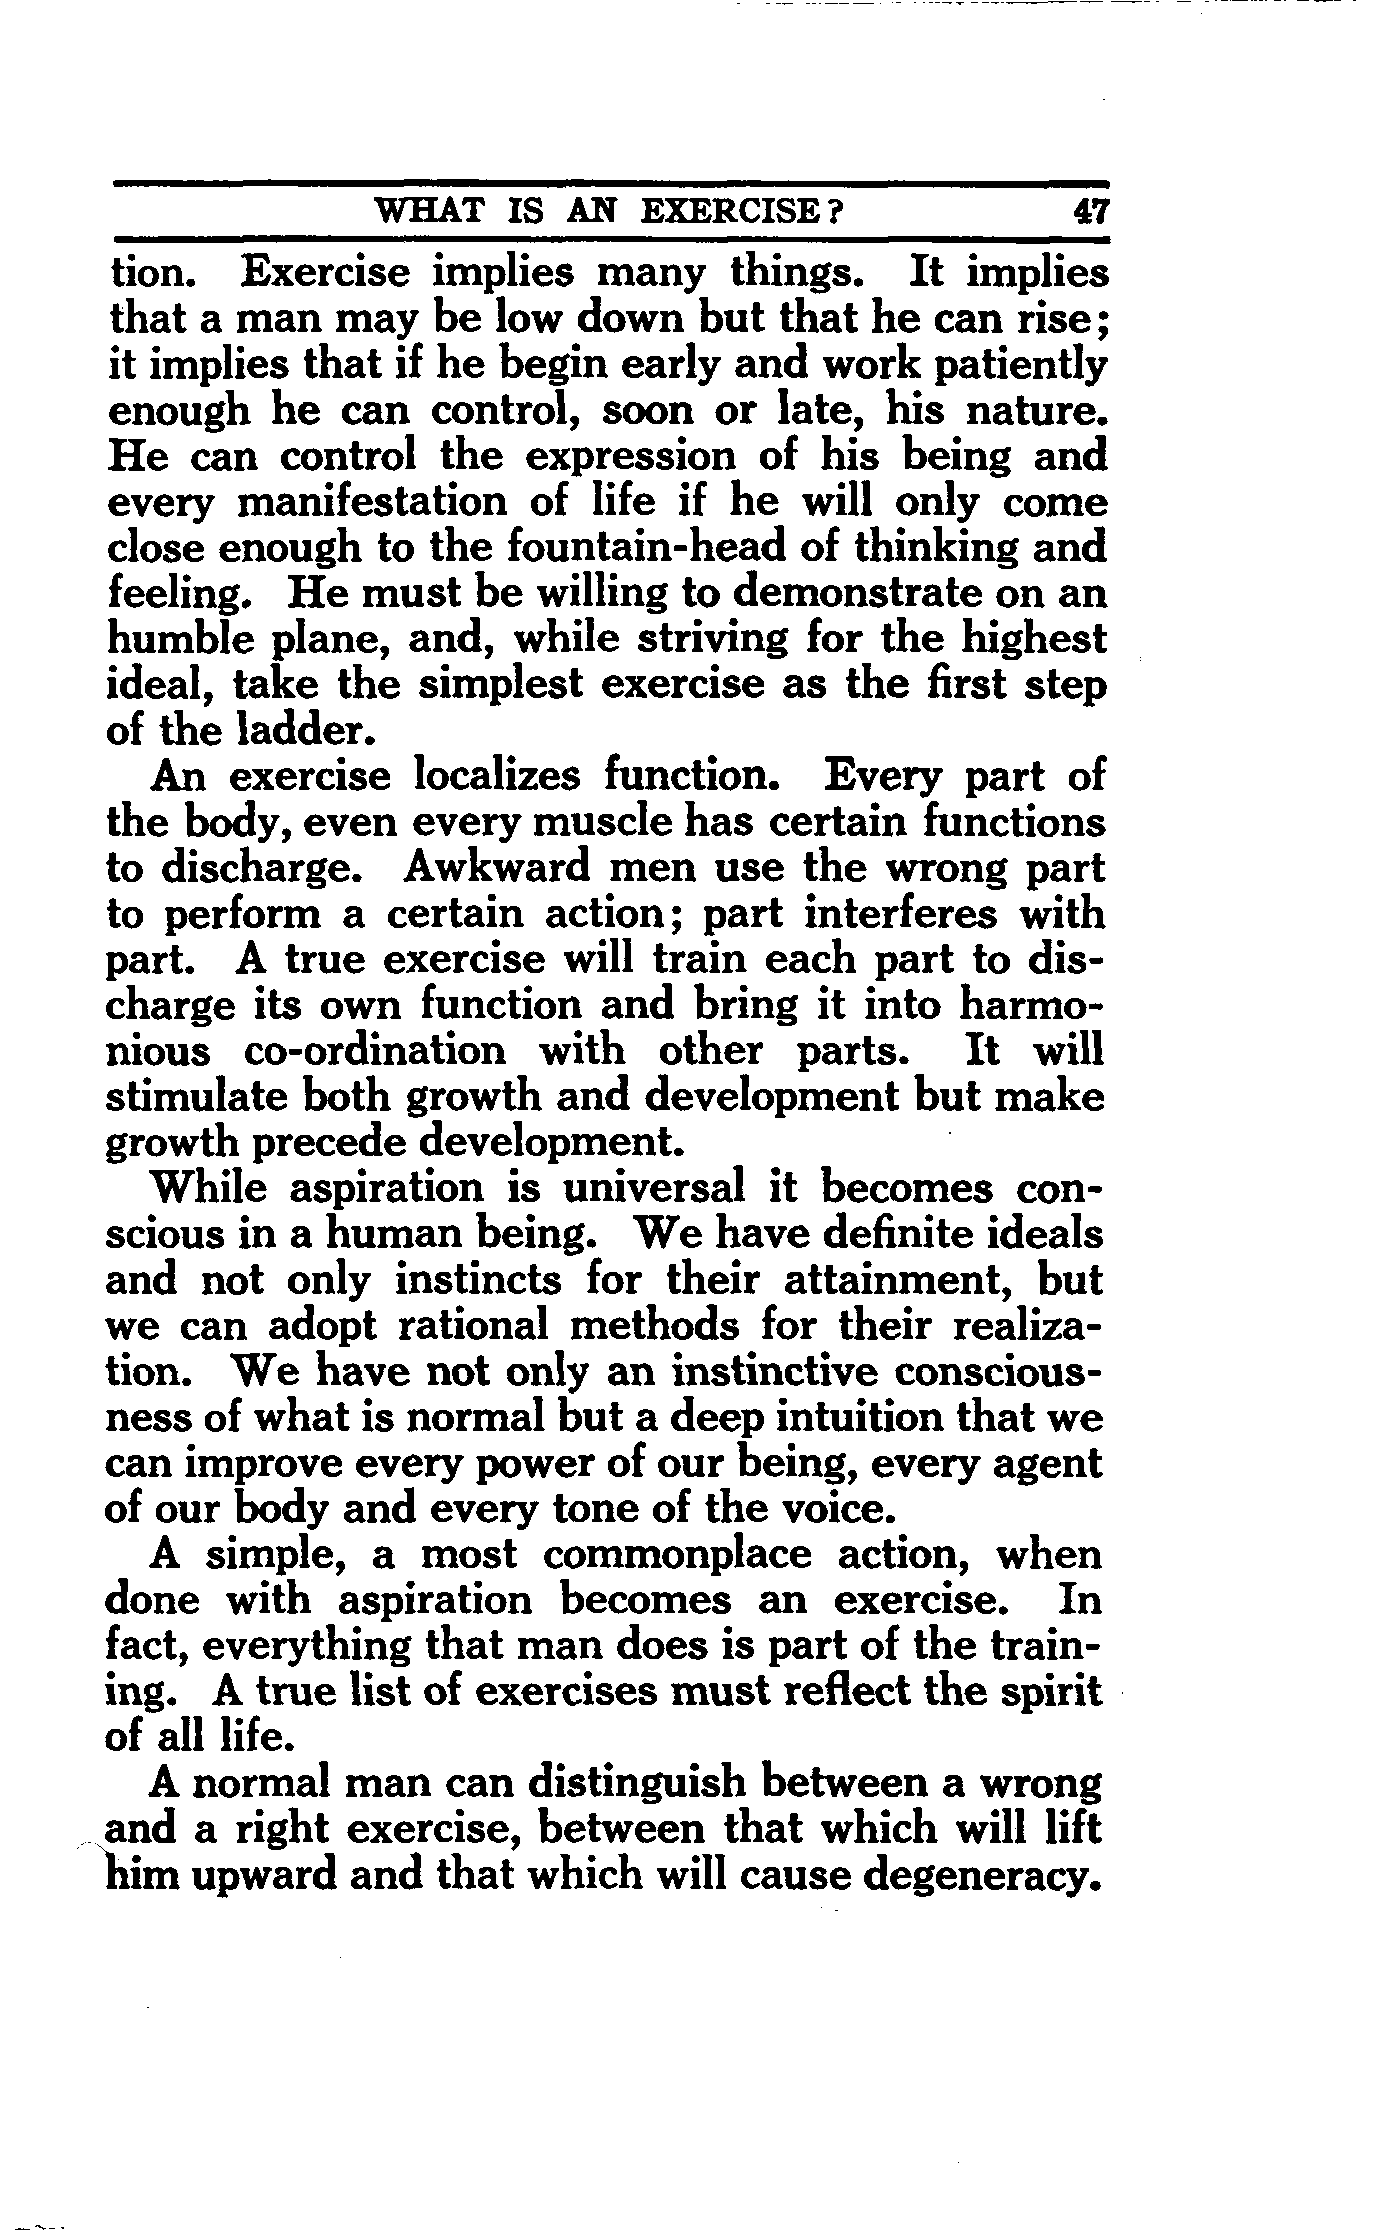 WHAT IS AN EXERCISE? 47
tion. Exercise implies many things. It implies
that a man may be low down but that he can rise;
it implies that if he begin early and work patiently
enough he can control, soon or late, his nature.
He can control the expression of his being and
every manifestation of life if he will only come
close enough to the fountain-head of thinking and
feeling. He must be willing to demonstrate on an
humble plane, and, while striving for the highest
ideal, take the simplest exercise as the first step
of the ladder.
An exercise localizes function. Every part of
the body, even every muscle has certain functions
to discharge. Awkward men use the wrong part
to perform a certain action; part interferes with
part. A true exercise will train each part to dis-
charge its own function and bring it into harmo-
nious co-ordination with other parts. It will
stimulate both growth and development but make
growth precede development.
While aspiration is universal it becomes con-
scious in a human being. We have definite ideals
and not only instincts for their attainment, but
we can adopt rational methods for their realiza-
tion. We have not only an instinctive conscious-
ness of what is normal but a deep intuition that we
can improve every power of our being, every agent
of our body and every tone of the voice.
A simple, a most commonplace action, when
done with aspiration becomes an exercise. In
fact, everything that man does is part of the train-
ing. A true list of exercises must reflect the spirit
of all life.
A normal man can distinguish between a wrong
and a right exercise, between that which will lift
him upward and that which will cause degeneracy.